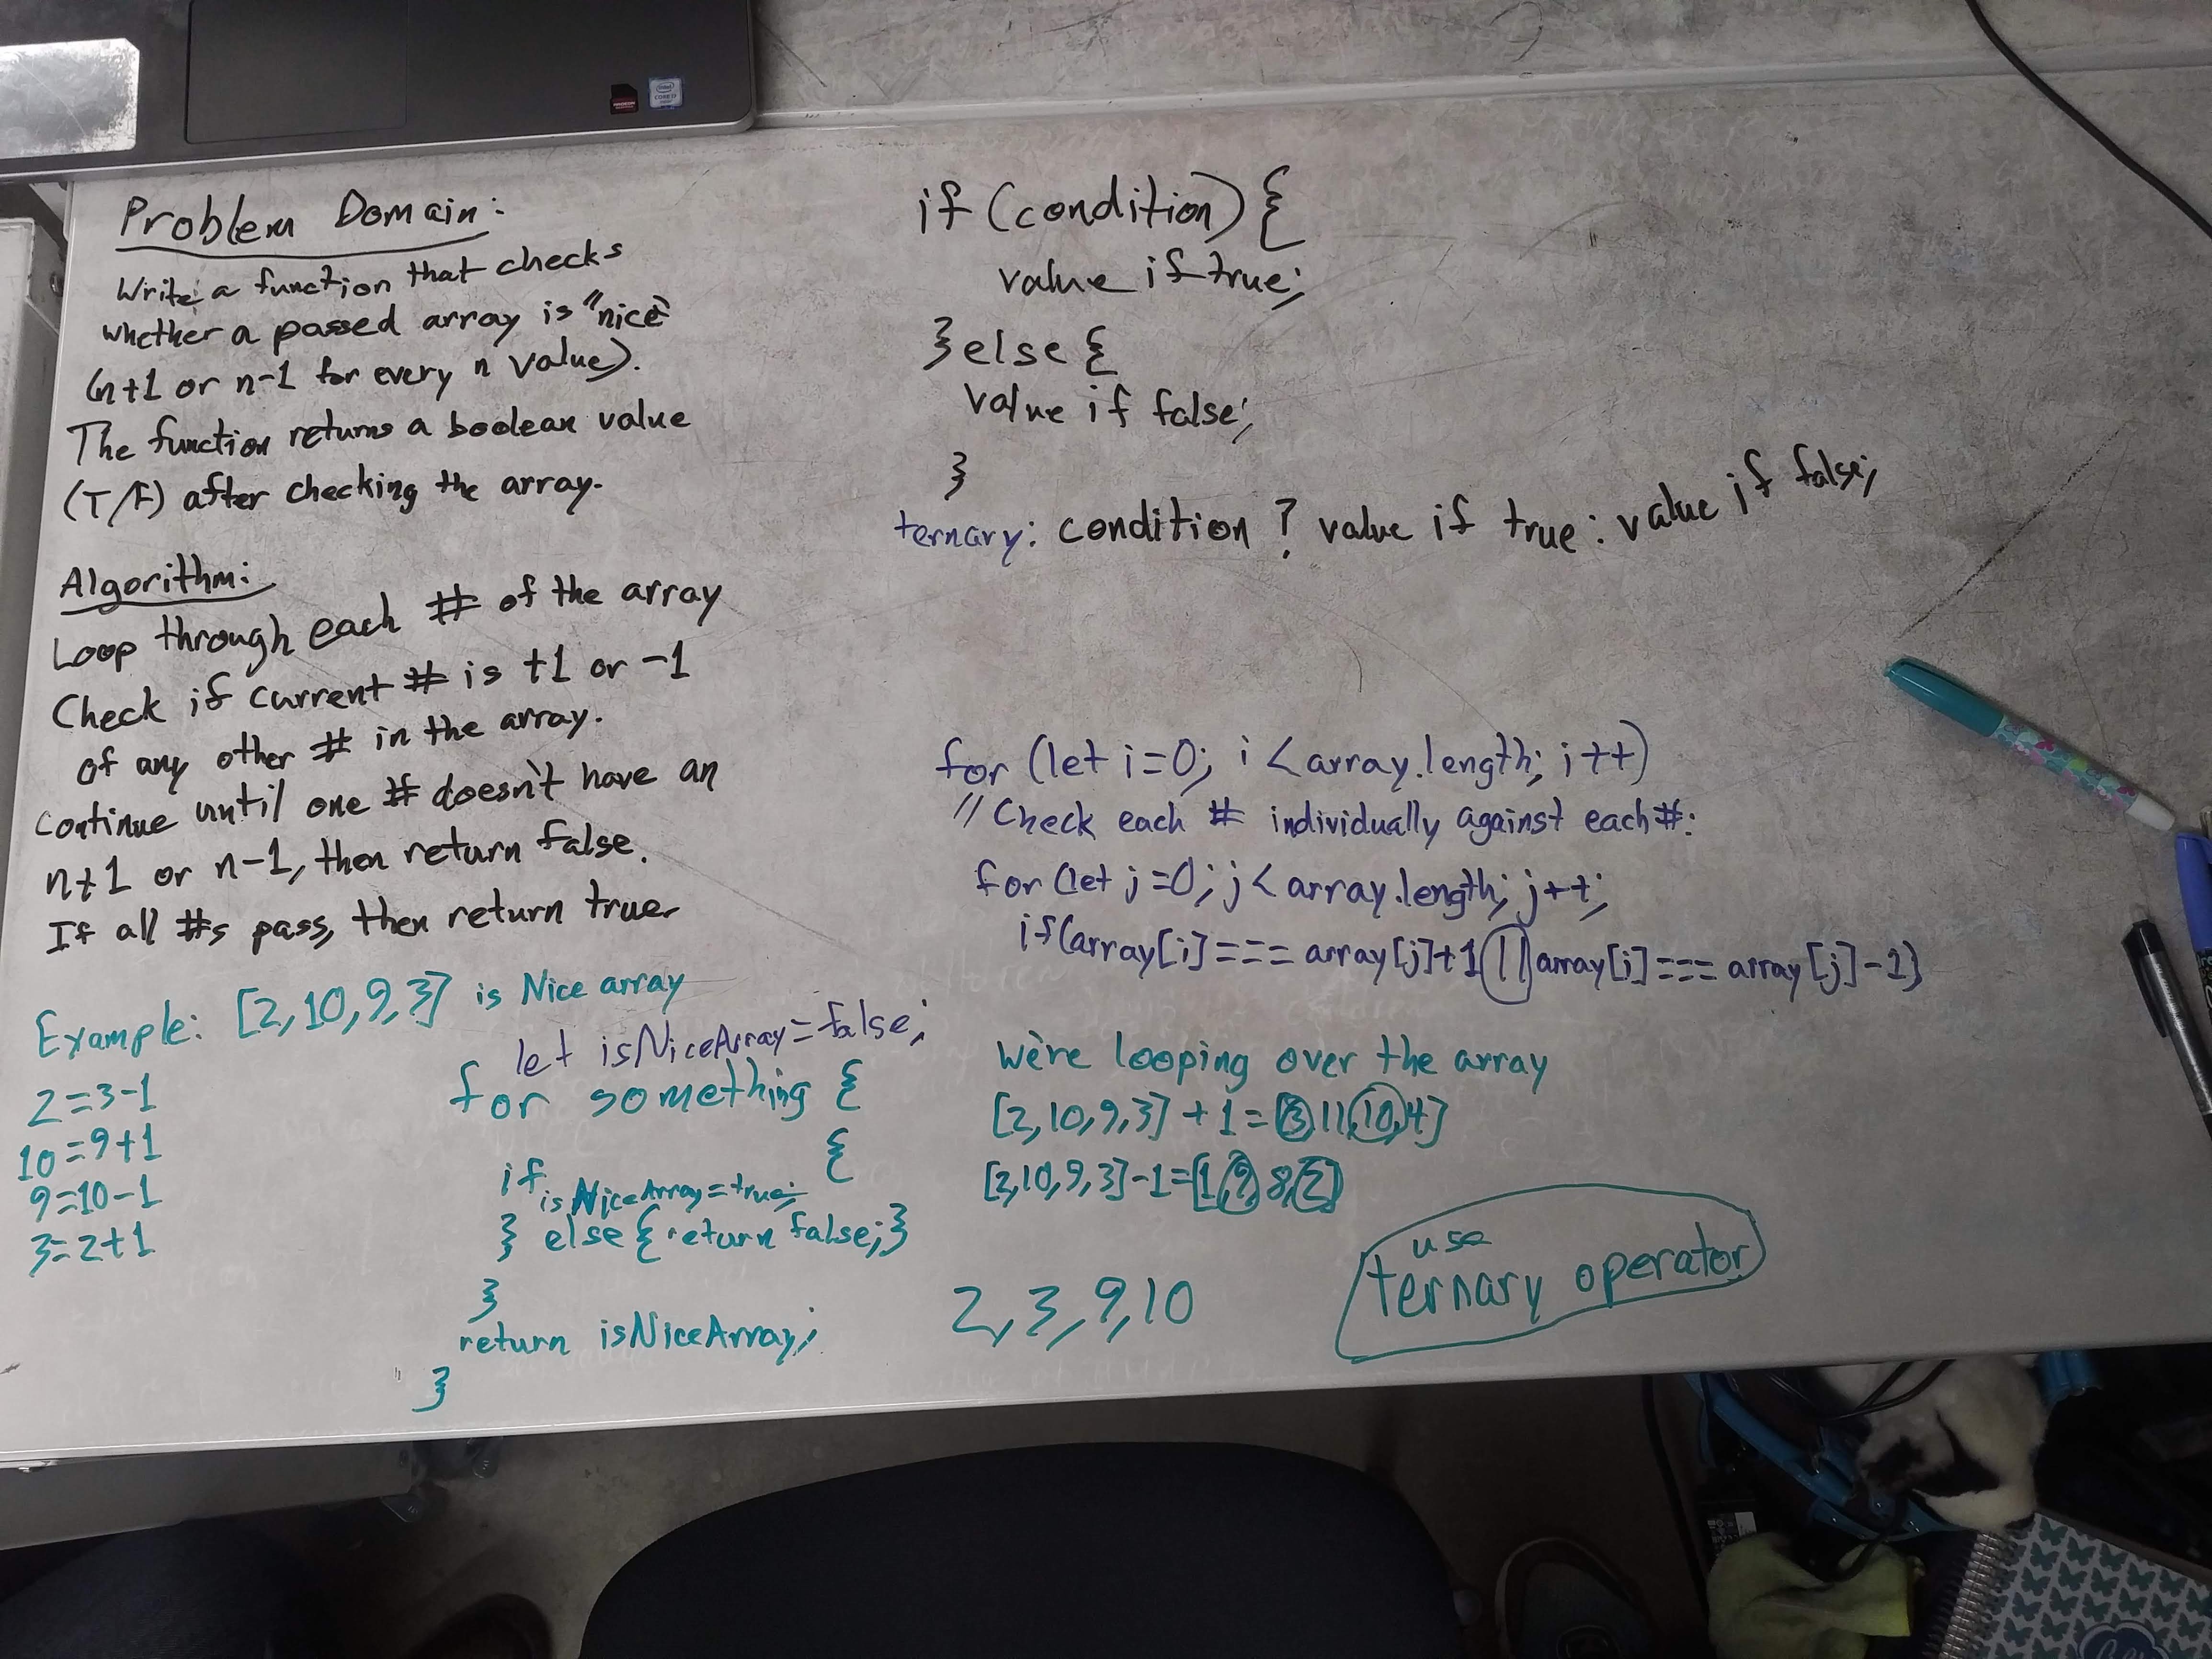 Problem Domain:
Write a function that checks
whether a passed array is "nice"
(n+1 or n-1 for every n value).
The function returns a boolean value
(T/F) after checking the array.
Algorithm:
Loop through each # of the array
Check if current # is +1 or -1
of any other # in the array.
continue until one # doesn't have an
n+1 or n-1, then return false.
If all #s pass, then return true.
Example: [2,10,9,3] is Nice array
2=3-1
10=9+1
9=10-1
3=2+1
let isNiceArray=false;
for something {
if {
isNiceArray=true;
} else { return false;}
}
return isNiceArray;
}
if (condition) {
value if true;
} else {
value if false;
}
ternary: condition ? value if true : value if false;
for (let i=0; i < array.length; i++)
// Check each # individually against each #:
for (let j=0; j < array.length; j++;
if(array[i] === array[j]+1 || array[i] === array[j]-1)
we're looping over the array
[2,10,9,3] + 1 = [3,11,10,4]
[2,10,9,3]-1=[1,9,8,2]
2,3,9,10
use
ternary operator
intel
CORE i7
RADEON